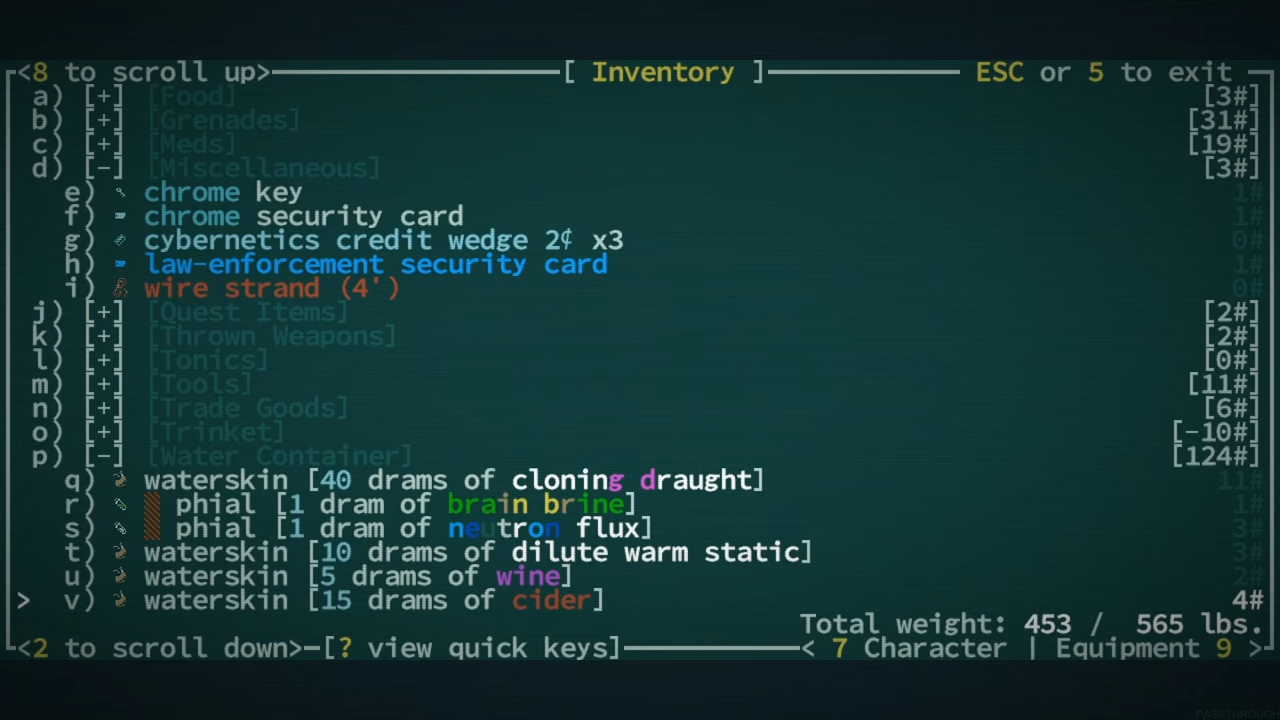 <8 to scroll up> [ Inventory ] ESC or 5 to exit
a) [+] [Food] [3#]
b) [+] [Grenades] [31#]
c) [+] [Meds] [19#]
d) [-] [Miscellaneous] [3#]
e) chrome key 1#
f) chrome security card 1#
g) cybernetics credit wedge 2¢ x3 0#
h) law-enforcement security card 1#
i) wire strand (4') 0#
j) [+] [Quest Items] [2#]
k) [+] [Thrown Weapons] [2#]
l) [+] [Tonics] [0#]
m) [+] [Tools] [11#]
n) [+] [Trade Goods] [6#]
o) [+] [Trinket] [-10#]
p) [-] [Water Container] [124#]
q) waterskin [40 drams of cloning draught] 11#
r) phial [1 dram of brain brine] 1#
s) phial [1 dram of neutron flux] 3#
t) waterskin [10 drams of dilute warm static] 3#
u) waterskin [5 drams of wine] 2#
> v) waterskin [15 drams of cider] 4#
Total weight: 453 / 565 lbs.
<2 to scroll down> [? view quick keys] < 7 Character | Equipment 9 >